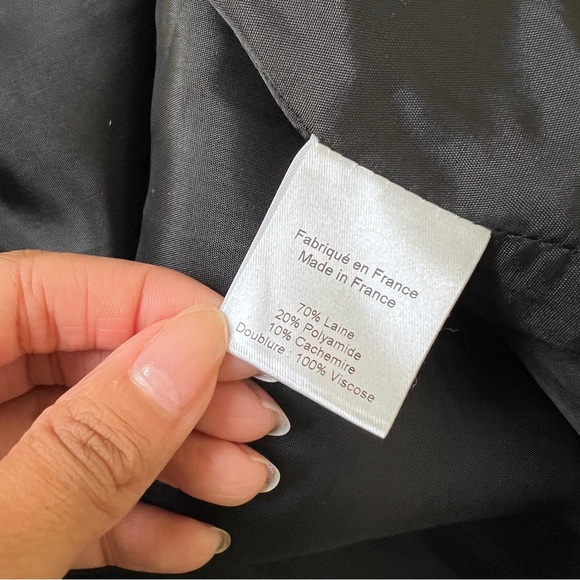 Fabriqué en France
Made in France
70% Laine
20% Polyamide
10% Cachemire
Doublure : 100% Viscose